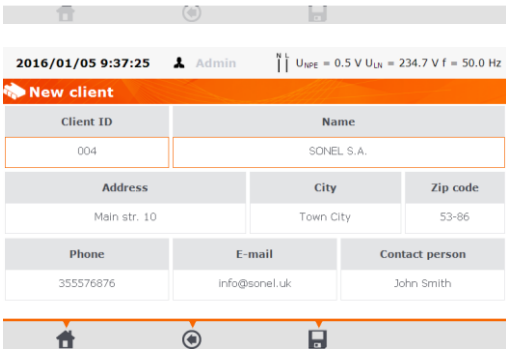 2016/01/05 9:37:25 Admin N L U_NPE = 0.5 V U_LN = 234.7 V f = 50.0 Hz
New client
Client ID Name
004 SONEL S.A.
Address City Zip code
Main str. 10 Town City 53-86
Phone E-mail Contact person
355576876 info@sonel.uk John Smith